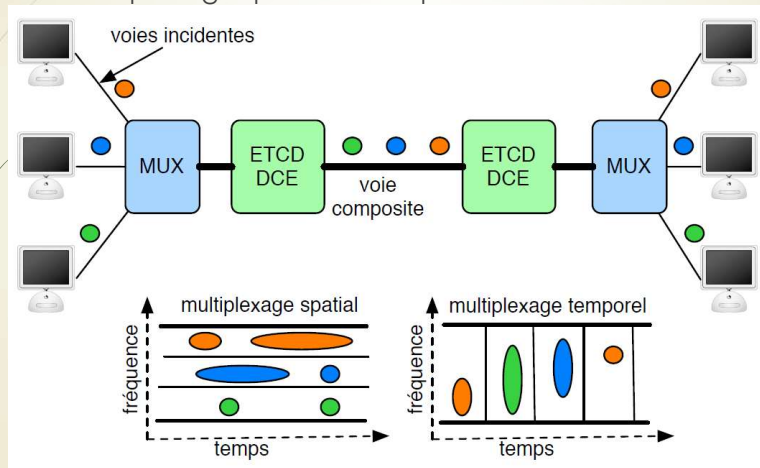 voies incidentes
MUX
ETCD
DCE
voie
composite
ETCD
DCE
MUX
multiplexage spatial
fréquence
temps
multiplexage temporel
fréquence
temps